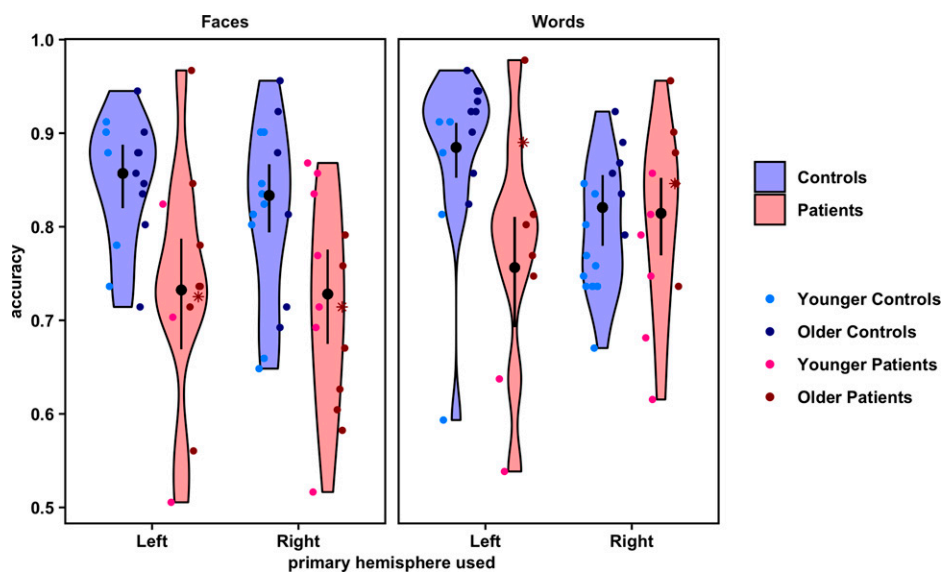 Faces Words
1.0
0.9
0.8
0.7
0.6
0.5
accuracy
Left Right Left Right
primary hemisphere used
Controls
Patients
Younger Controls
Older Controls
Younger Patients
Older Patients